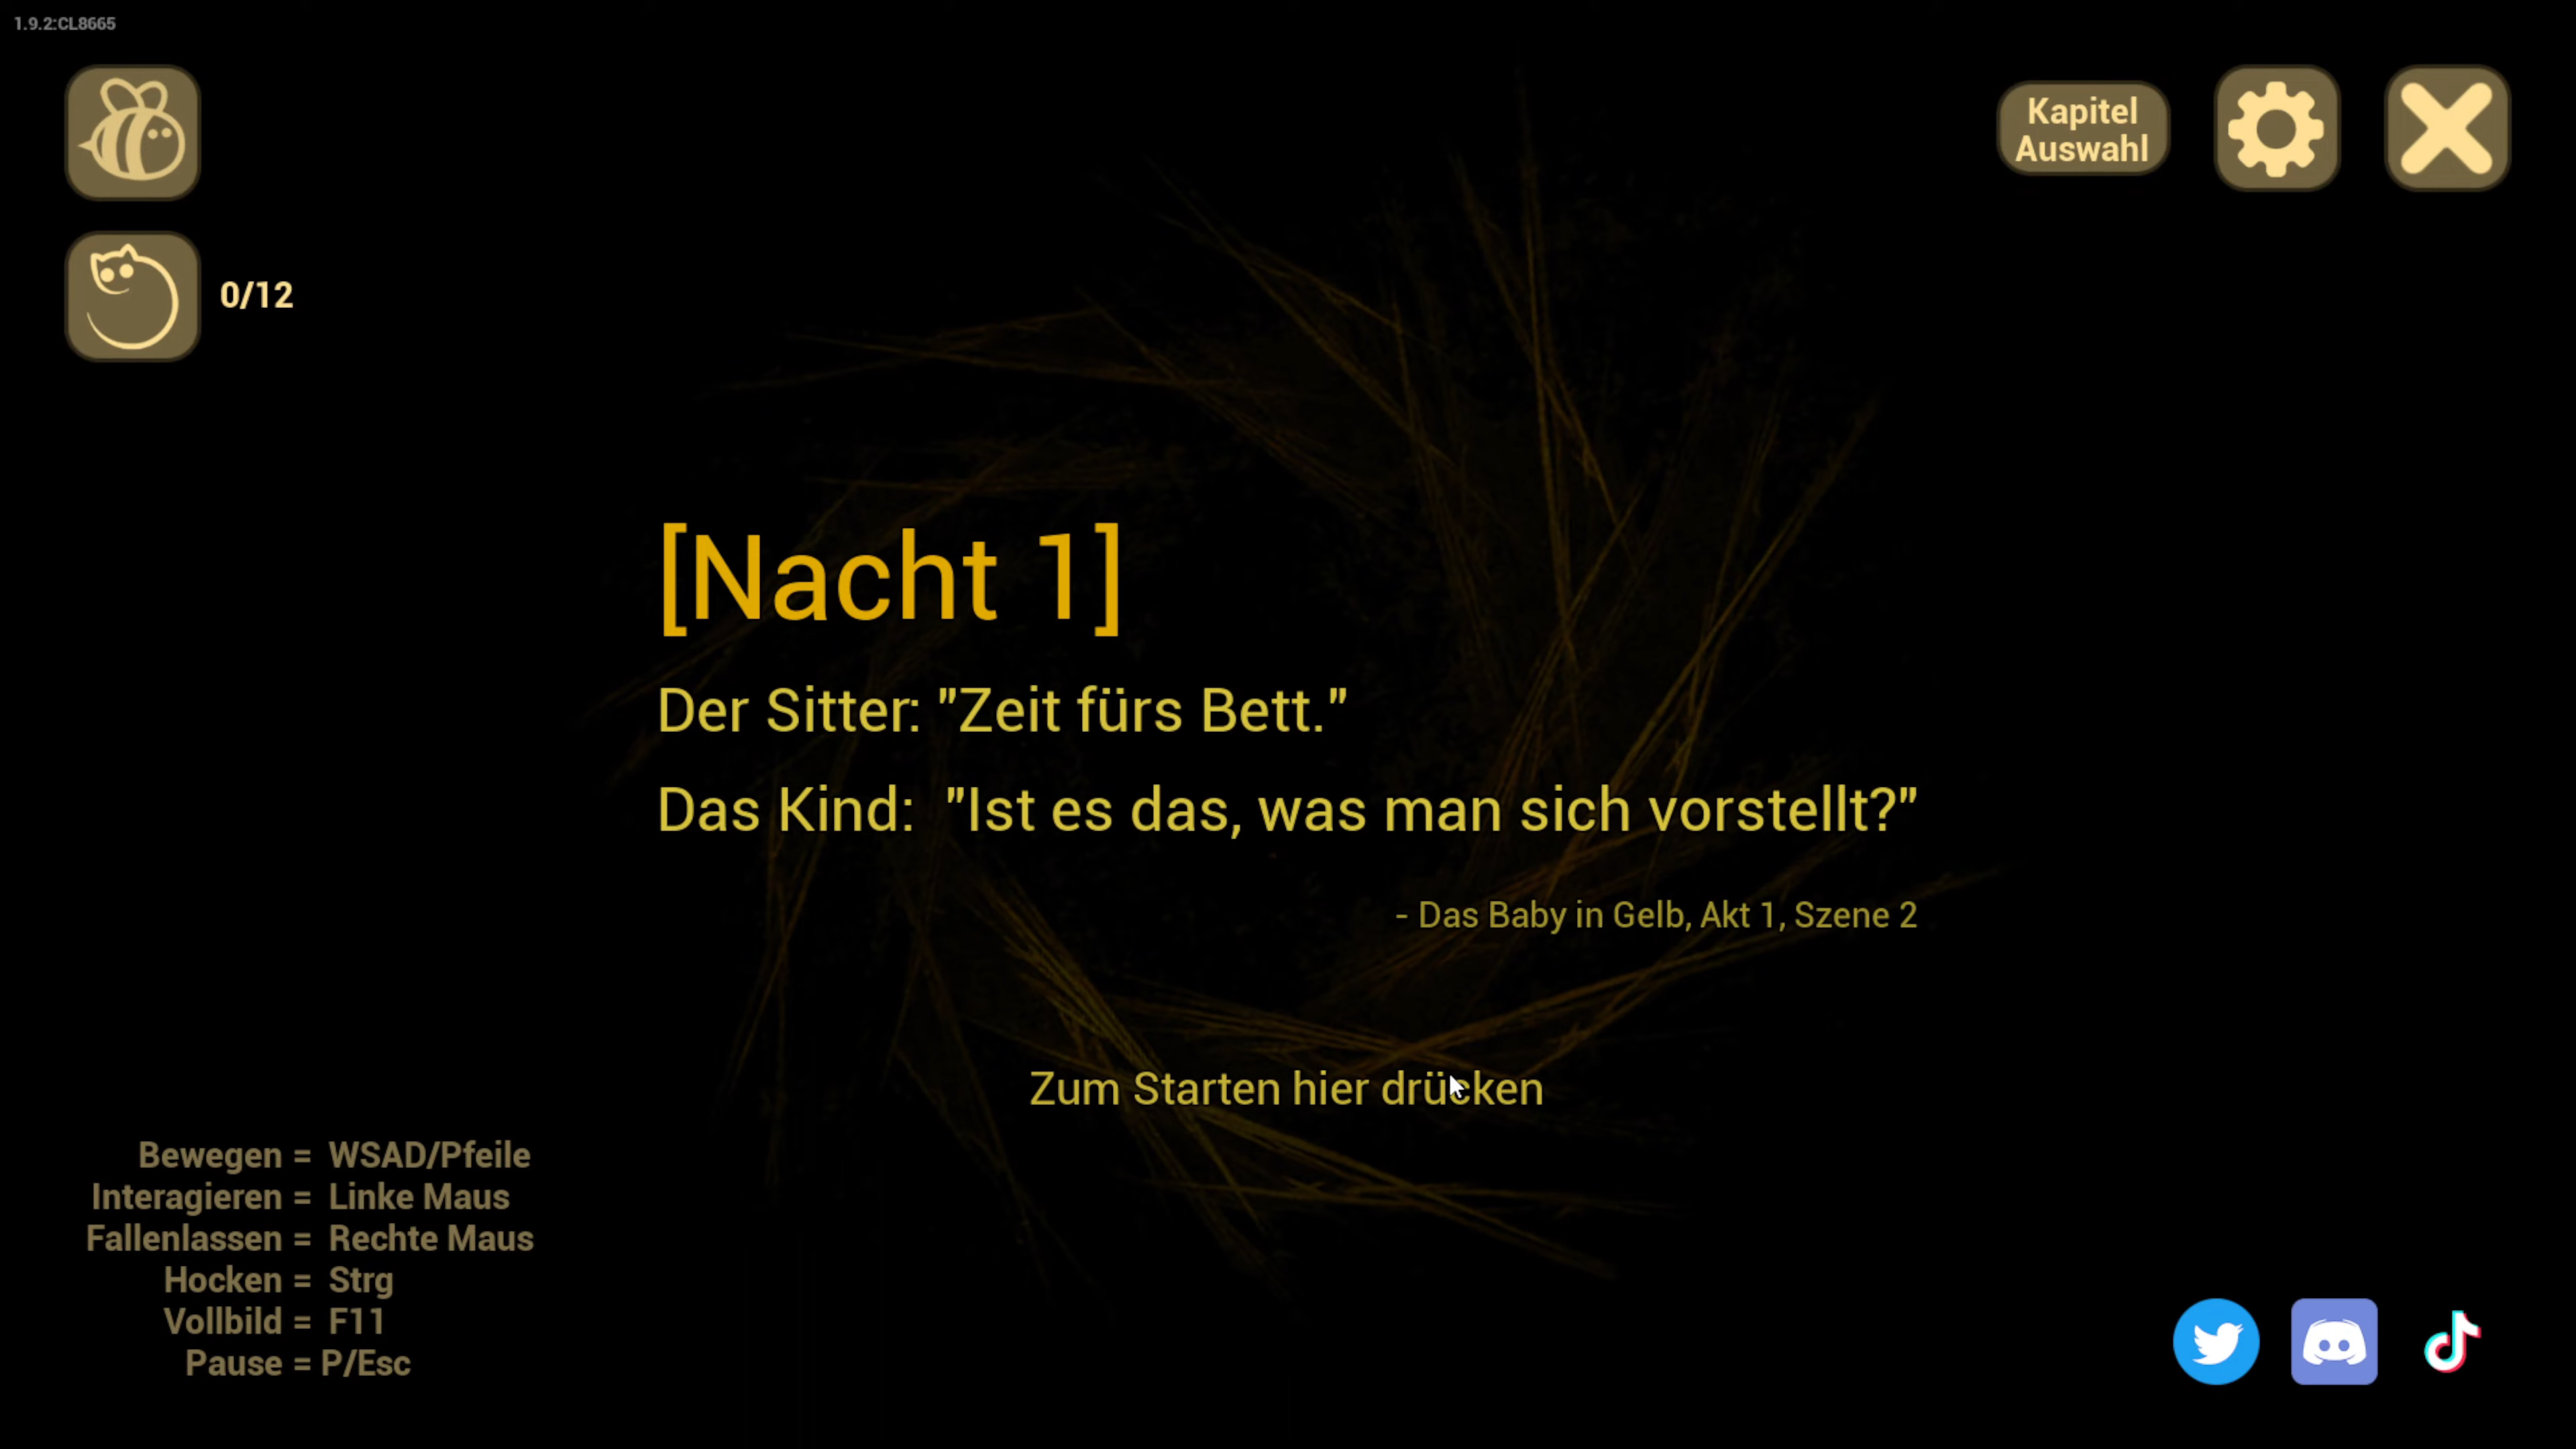 1.9.2:CL8665
Kapitel
Auswahl
0/12
[Nacht 1]
Der Sitter: "Zeit fürs Bett."
Das Kind:  "Ist es das, was man sich vorstellt?"
- Das Baby in Gelb, Akt 1, Szene 2
Zum Starten hier drücken
Bewegen = WSAD/Pfeile
Interagieren = Linke Maus
Fallenlassen = Rechte Maus
Hocken = Strg
Vollbild = F11
Pause = P/Esc